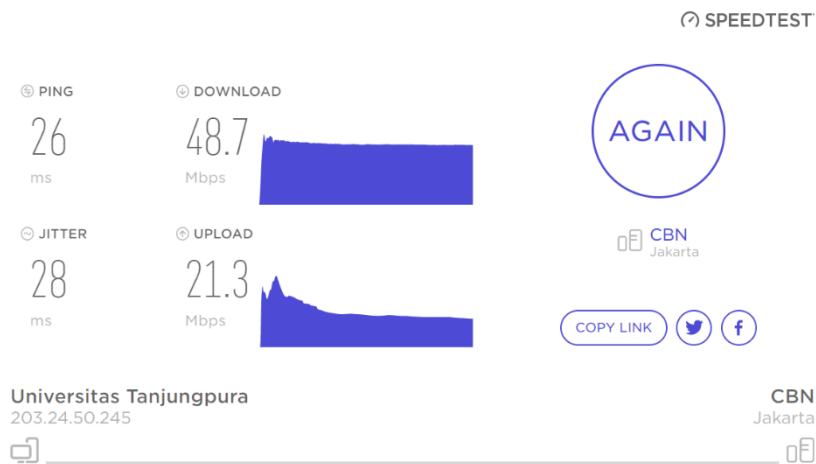 SPEEDTEST
PING
26
ms
DOWNLOAD
48.7
Mbps
AGAIN
JITTER
28
ms
UPLOAD
21.3
Mbps
CBN
Jakarta
COPY LINK
Universitas Tanjungpura
203.24.50.245
CBN
Jakarta